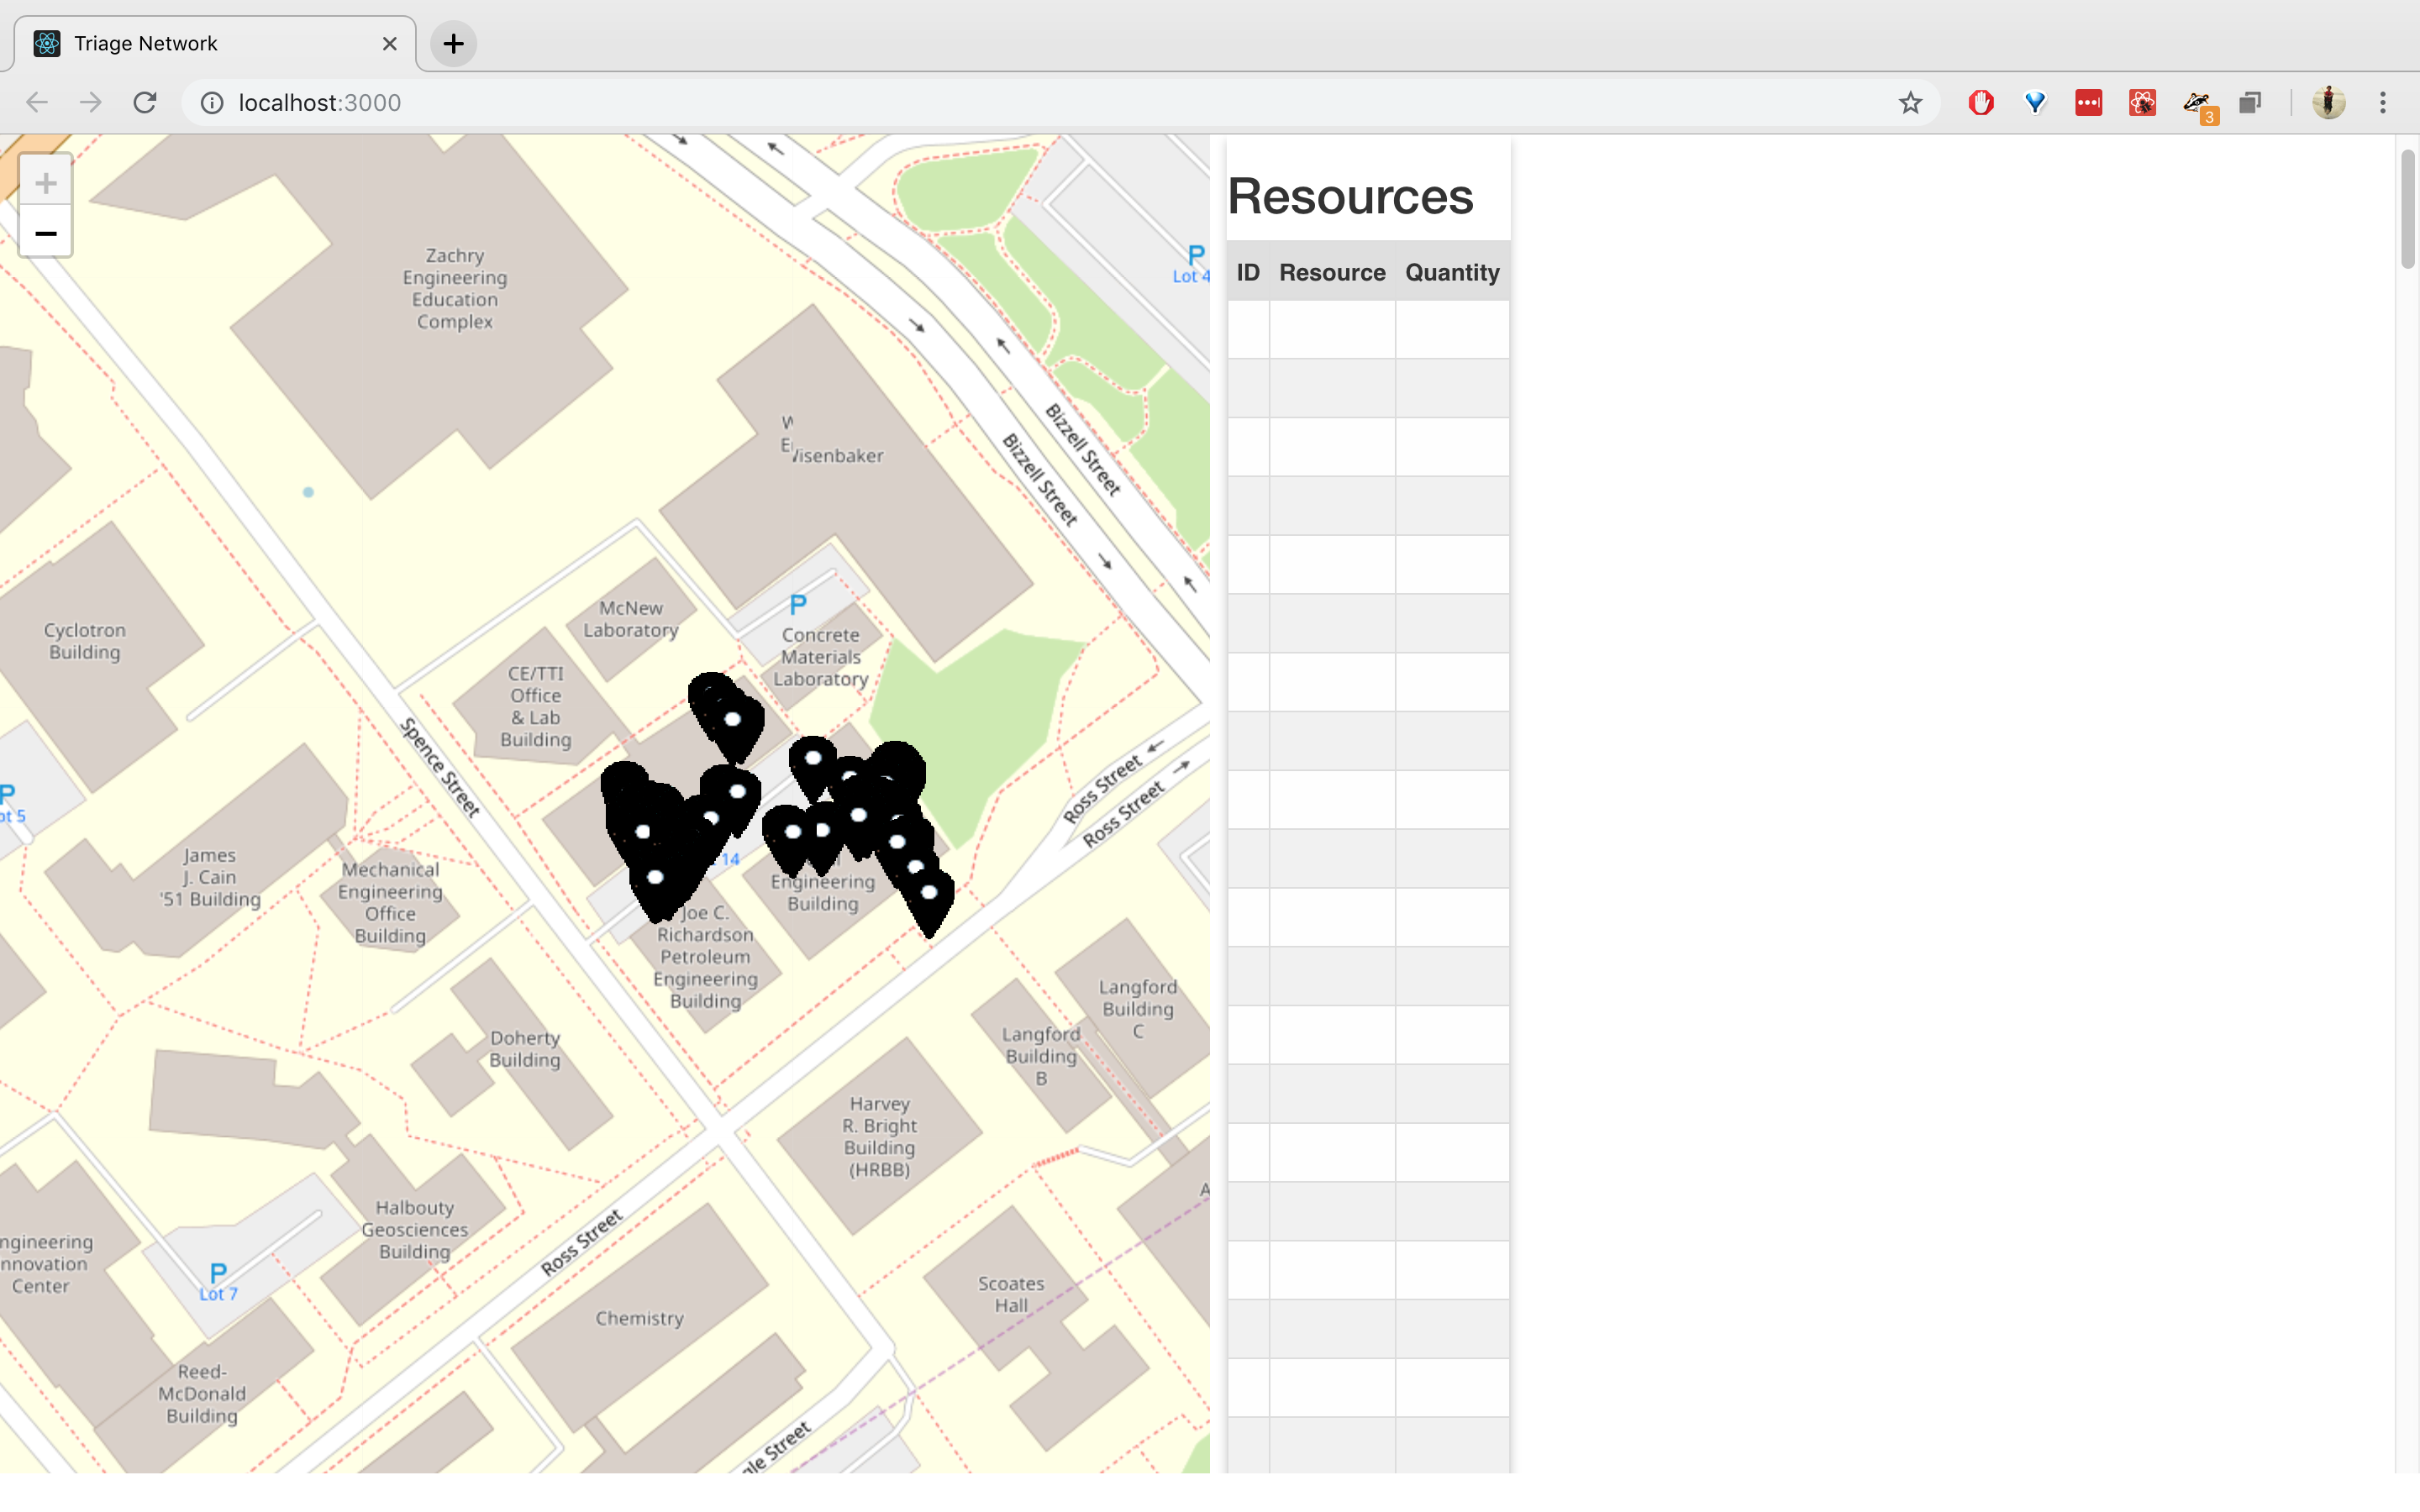 Triage Network
localhost:3000
3
Zachry
Engineering
Education
Complex
P
Lot 4
isenbaker
Bizzell Street
Bizzell Street
McNew
Laboratory
P
Concrete
Materials
Laboratory
CE/TTI
Office
& Lab
Building
Cyclotron
Building
Spence Street
Ross Street
Ross Street
P
ot 5
14
James
J. Cain
'51 Building
Mechanical
Engineering
Office
Building
Engineering
Building
Joe C.
Richardson
Petroleum
Engineering
Building
Langford
Building
C
Langford
Building
B
Doherty
Building
Harvey
R. Bright
Building
(HRBB)
A
Halbouty
Geosciences
Building
Ross Street
ngineering
nnovation
Center
P
Lot 7
Scoates
Hall
Chemistry
Reed-
McDonald
Building
gle Street
Resources
ID Resource Quantity